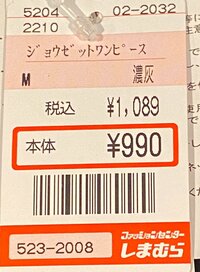 5204 02-2032
2210
ジョウゼットワンピース
M 濃灰
税込 ¥1,089
本体 ¥990
523-2008
ファッションセンター
しまむら